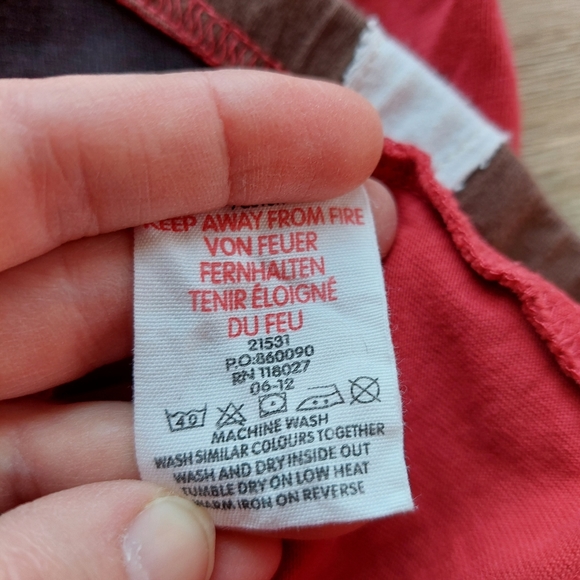 KEEP AWAY FROM FIRE
VON FEUER
FERNHALTEN
TENIR ÉLOIGNÉ
DU FEU
21531
P.O:860090
RN 118027
06-12
40
MACHINE WASH
WASH SIMILAR COLOURS TOGETHER
WASH AND DRY INSIDE OUT
TUMBLE DRY ON LOW HEAT
WARM IRON ON REVERSE